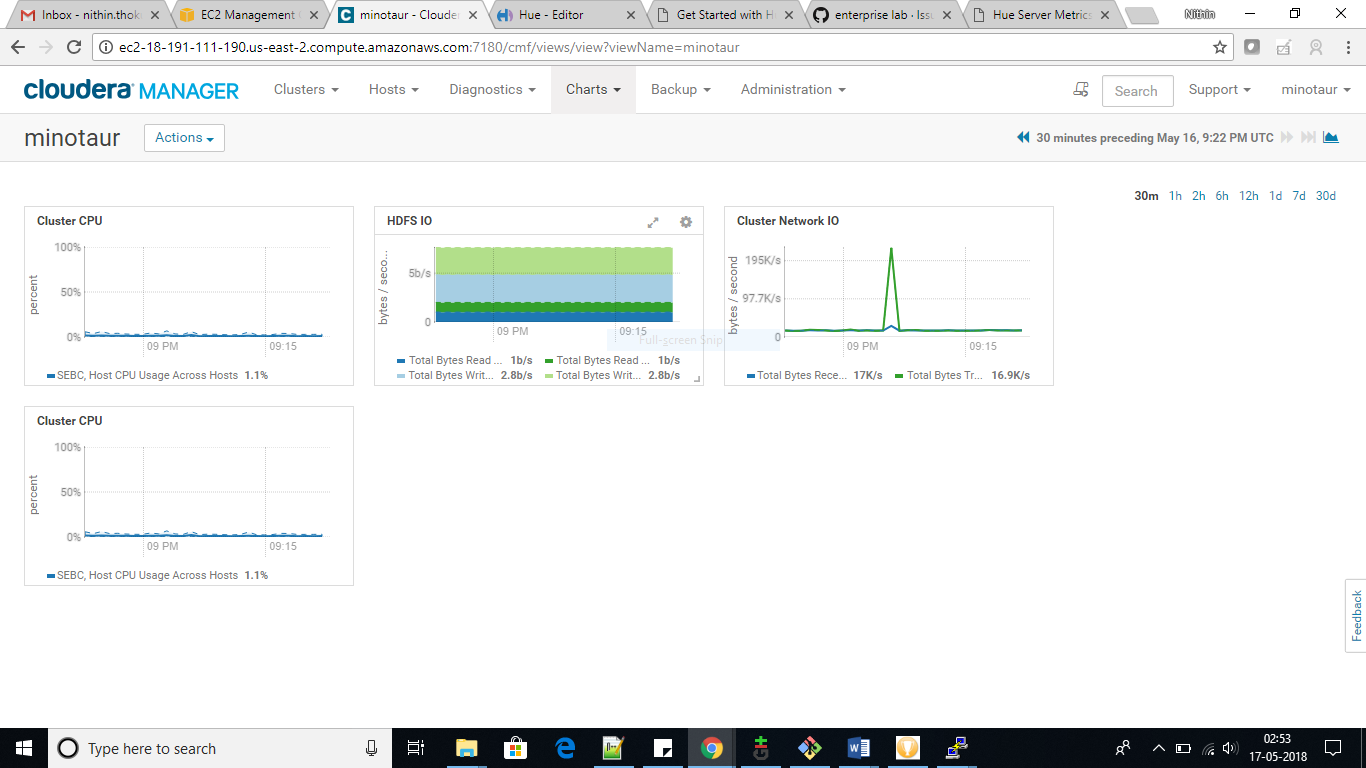 Inbox - nithin.thok
EC2 Management
minotaur - Clouder
Hue - Editor
Get Started with H
enterprise lab · Issu
Hue Server Metrics
Nithin
ec2-18-191-111-190.us-east-2.compute.amazonaws.com:7180/cmf/views/view?viewName=minotaur
cloudera MANAGER
Clusters
Hosts
Diagnostics
Charts
Backup
Administration
Search
Support
minotaur
minotaur
Actions
30 minutes preceding May 16, 9:22 PM UTC
30m 1h 2h 6h 12h 1d 7d 30d
Cluster CPU
percent
100%
50%
0%
09 PM 09:15
SEBC, Host CPU Usage Across Hosts 1.1%
HDFS IO
bytes / seco...
5b/s
0
09 PM 09:15
Total Bytes Read ... 1b/s Total Bytes Read ... 1b/s
Total Bytes Writ... 2.8b/s Total Bytes Writ... 2.8b/s
Full-screen Snip
Cluster Network IO
bytes / second
195K/s
97.7K/s
0
09 PM 09:15
Total Bytes Rece... 17K/s Total Bytes Tr... 16.9K/s
Cluster CPU
percent
100%
50%
0%
09 PM 09:15
SEBC, Host CPU Usage Across Hosts 1.1%
Feedback
Type here to search
02:53
17-05-2018